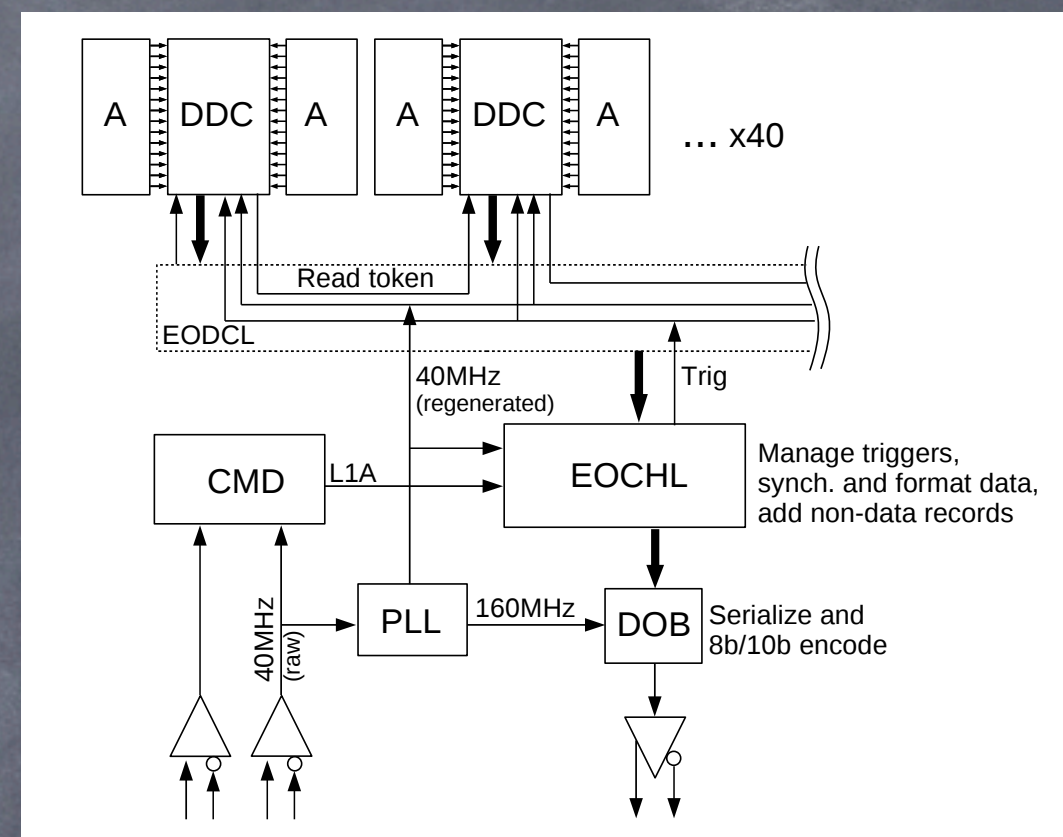 A DDC A A DDC A ... x40
Read token
EODCL
40MHz
(regenerated)
Trig
CMD
L1A
EOCHL
Manage triggers,
synch. and format data,
add non-data records
40MHz
(raw)
PLL
160MHz
DOB
Serialize and
8b/10b encode